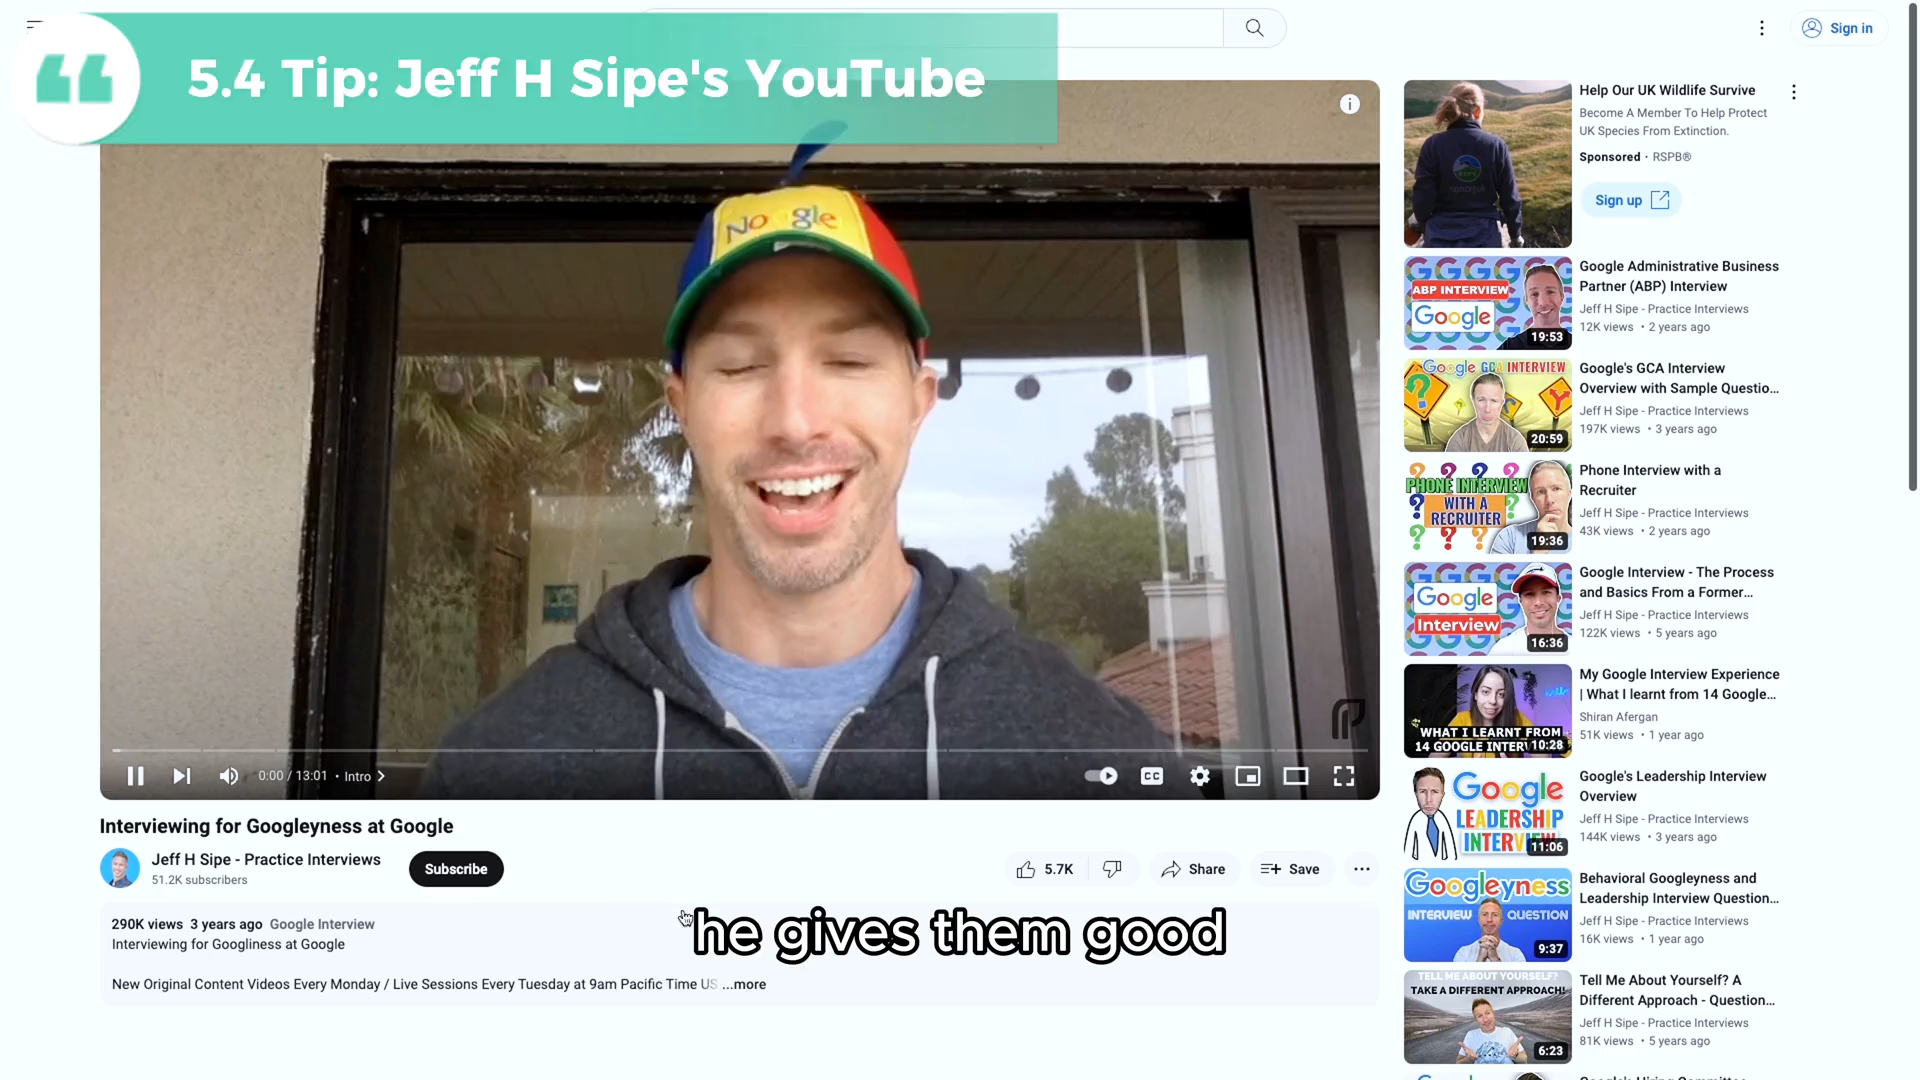 5.4 Tip: Jeff H Sipe's YouTube
Sign in
Noogle
0:00 / 13:01 • Intro
CC
Interviewing for Googleyness at Google
Jeff H Sipe - Practice Interviews
51.2K subscribers
Subscribe
5.7K
Share
Save
290K views 3 years ago Google Interview
Interviewing for Googliness at Google
New Original Content Videos Every Monday / Live Sessions Every Tuesday at 9am Pacific Time US ...more
he gives them good
Help Our UK Wildlife Survive
Become A Member To Help Protect
UK Species From Extinction.
Sponsored · RSPB®
Sign up
ABP INTERVIEW
Google
19:53
Google Administrative Business
Partner (ABP) Interview
Jeff H Sipe - Practice Interviews
12K views • 2 years ago
Google GCA INTERVIEW
20:59
Google's GCA Interview
Overview with Sample Questio...
Jeff H Sipe - Practice Interviews
197K views • 3 years ago
PHONE INTERVIEW
WITH A
RECRUITER
19:36
Phone Interview with a
Recruiter
Jeff H Sipe - Practice Interviews
43K views • 2 years ago
Google
Interview
16:36
Google Interview - The Process
and Basics From a Former...
Jeff H Sipe - Practice Interviews
122K views • 5 years ago
WHAT I LEARNT FROM
14 GOOGLE INTERV
10:28
My Google Interview Experience
| What I learnt from 14 Google...
Shiran Afergan
51K views • 1 year ago
Google
LEADERSHIP
INTERVIEW
11:06
Google's Leadership Interview
Overview
Jeff H Sipe - Practice Interviews
144K views • 3 years ago
Googleyness
INTERVIEW QUESTION
9:37
Behavioral Googleyness and
Leadership Interview Question...
Jeff H Sipe - Practice Interviews
16K views • 1 year ago
TELL ME ABOUT YOURSELF?
TAKE A DIFFERENT APPROACH!
6:23
Tell Me About Yourself? A
Different Approach - Question...
Jeff H Sipe - Practice Interviews
81K views • 5 years ago